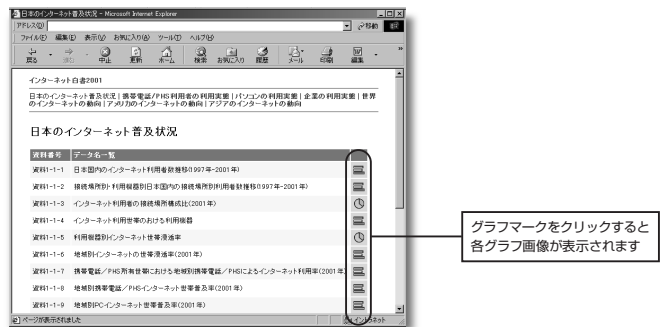 日本のインターネット普及状況 - Microsoft Internet Explorer
アドレス(D)
移動
ファイル(F) 編集(E) 表示(V) お気に入り(A) ツール(T) ヘルプ(H)
戻る 中止 更新 ホーム 検索 お気に入り 履歴 メール 印刷 編集
インターネット白書2001
日本のインターネット普及状況 | 携帯電話/PHS利用者の利用実態 | パソコンの利用実態 | 企業の利用実態 | 世界
のインターネットの動向 | アメリカのインターネットの動向 | アジアのインターネットの動向
日本のインターネット普及状況
資料番号 データ名一覧
資料1-1-1 日本国内のインターネット利用者数推移(1997年-2001年)
資料1-1-2 接続場所別・利用機器別日本国内の接続場所別利用者数推移(1997年-2001年)
資料1-1-3 インターネット利用者の接続場所構成比(2001年)
資料1-1-4 インターネット利用世帯のおける利用機器
資料1-1-5 利用機器別インターネット世帯浸透率
資料1-1-6 地域別インターネットの世帯浸透率(2001年)
資料1-1-7 携帯電話/PHS所有世帯における地域別携帯電話/PHSによるインターネット利用率(2001年)
資料1-1-8 地域別携帯電話/PHS-インターネット世帯普及率(2001年)
資料1-1-9 地域別PC-インターネット世帯普及率(2001年)
ページが表示されました
イントラネット
グラフマークをクリックすると
各グラフ画像が表示されます